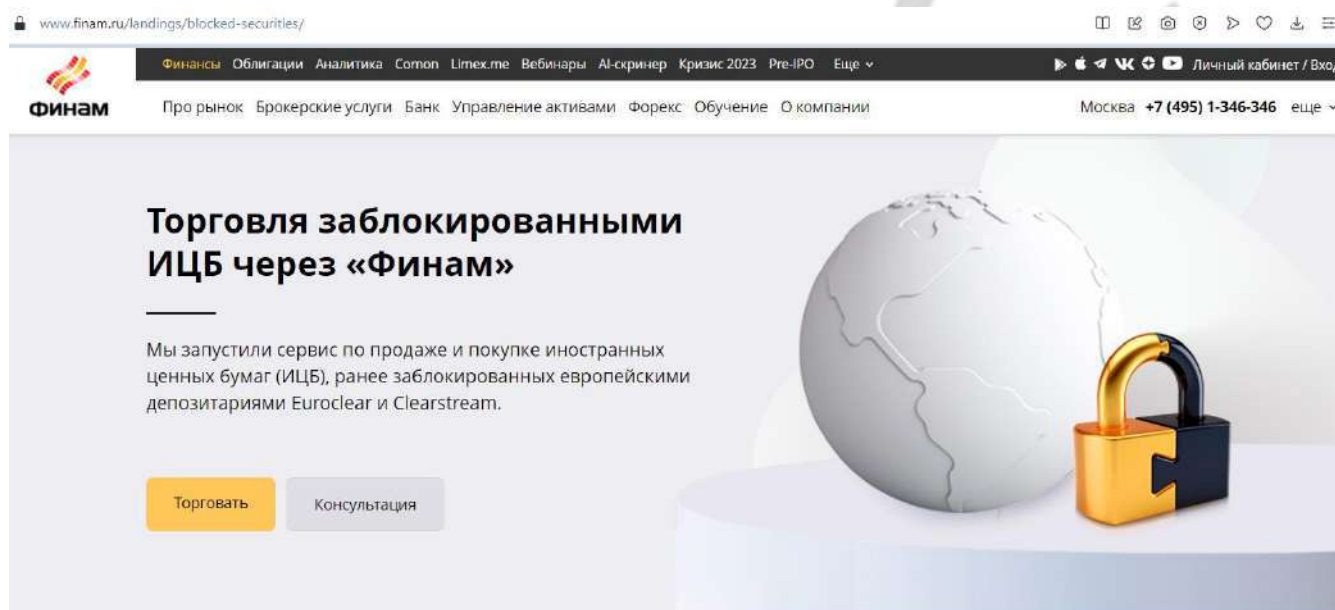 www.finam.ru/landings/blocked-securities/
Финансы Облигации Аналитика Comon Limex.me Вебинары AI-скринер Кризис 2023 Pre-IPO Еще
Личный кабинет / Вход
ФИНАМ
Про рынок Брокерские услуги Банк Управление активами Форекс Обучение О компании
Москва +7 (495) 1-346-346 еще
Торговля заблокированными
ИЦБ через «Финам»
Мы запустили сервис по продаже и покупке иностранных
ценных бумаг (ИЦБ), ранее заблокированных европейскими
депозитариями Euroclear и Clearstream.
Торговать
Консультация